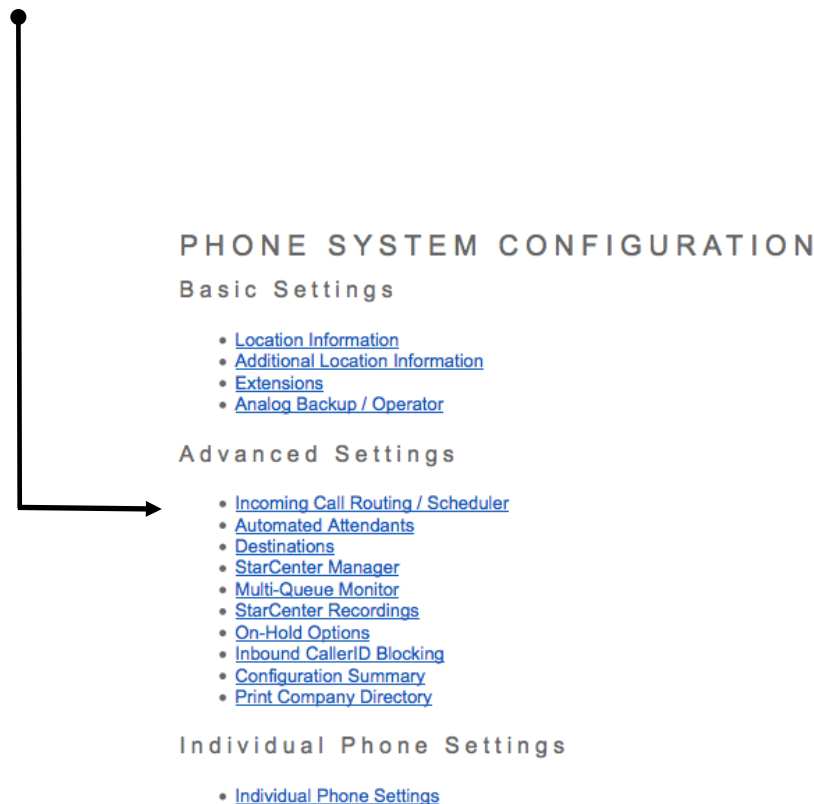 PHONE SYSTEM CONFIGURATION
Basic Settings
Location Information
Additional Location Information
Extensions
Analog Backup / Operator
Advanced Settings
Incoming Call Routing / Scheduler
Automated Attendants
Destinations
StarCenter Manager
Multi-Queue Monitor
StarCenter Recordings
On-Hold Options
Inbound CallerID Blocking
Configuration Summary
Print Company Directory
Individual Phone Settings
Individual Phone Settings